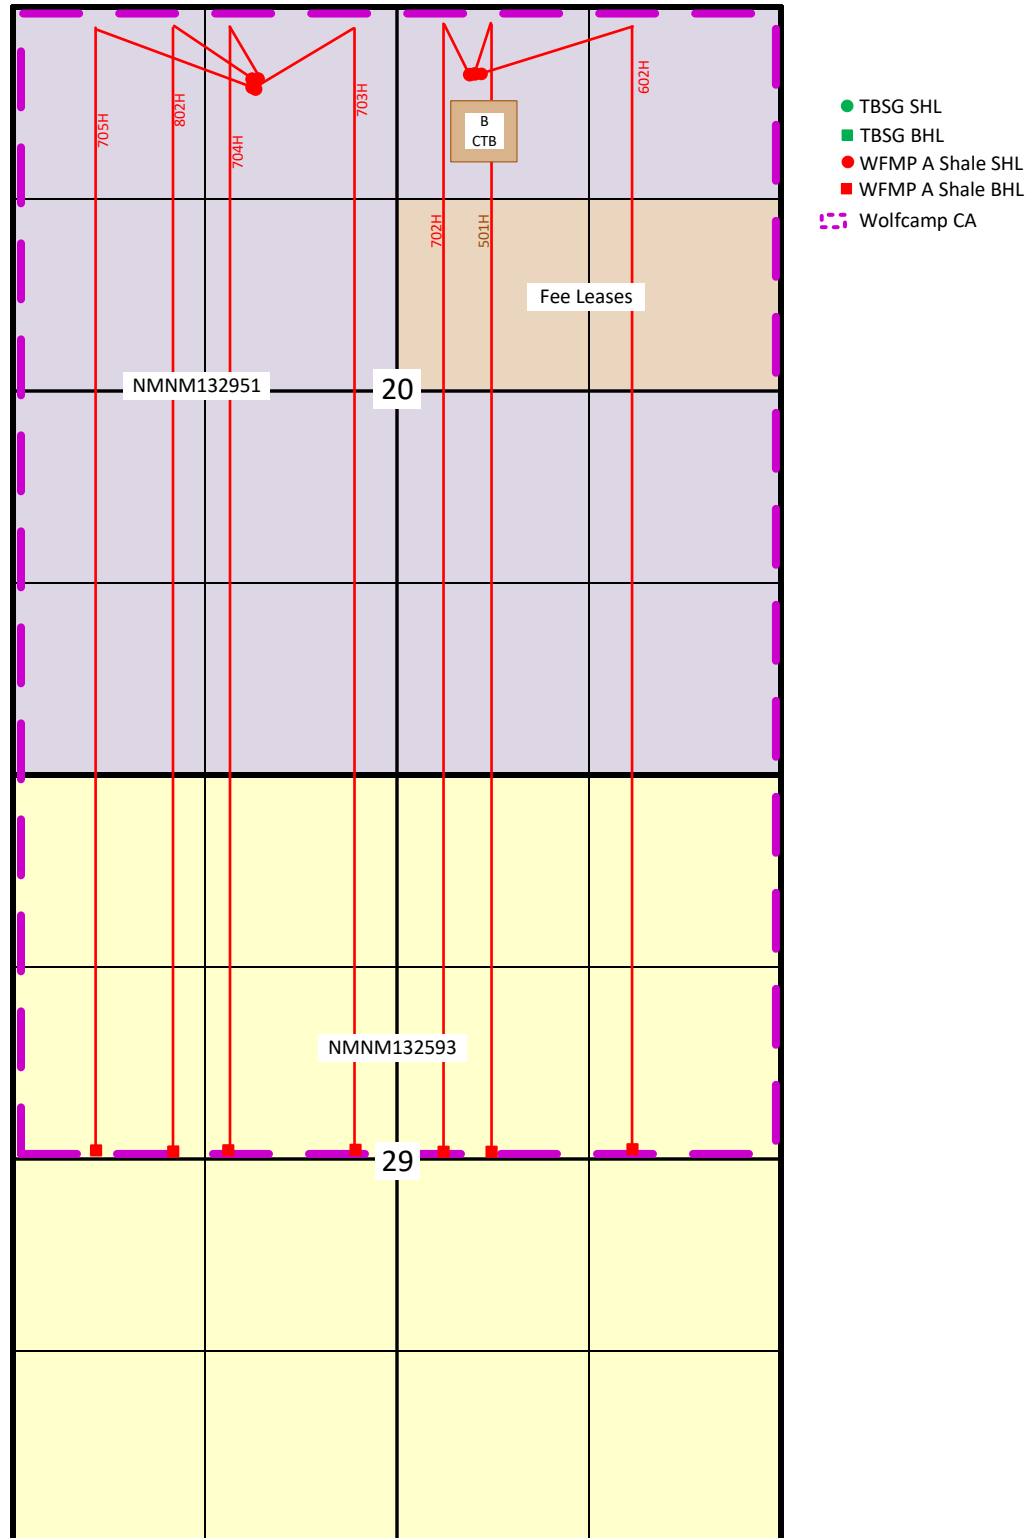 705H
802H
704H
703H
602H
B
CTB
702H
501H
Fee Leases
NMNM132951
20
NMNM132593
29
TBSG SHL
TBSG BHL
WFMP A Shale SHL
WFMP A Shale BHL
Wolfcamp CA